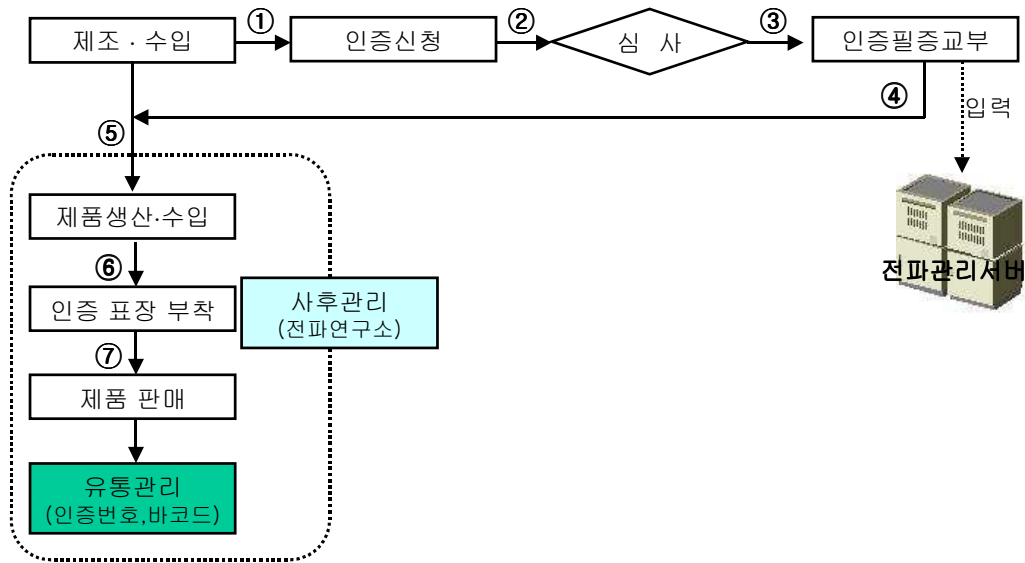 제조 · 수입
①
인증신청
②
심 사
③
인증필증교부
④
입력
⑤
제품생산·수입
전파관리서버
⑥
인증 표장 부착
사후관리
(전파연구소)
⑦
제품 판매
유통관리
(인증번호,바코드)